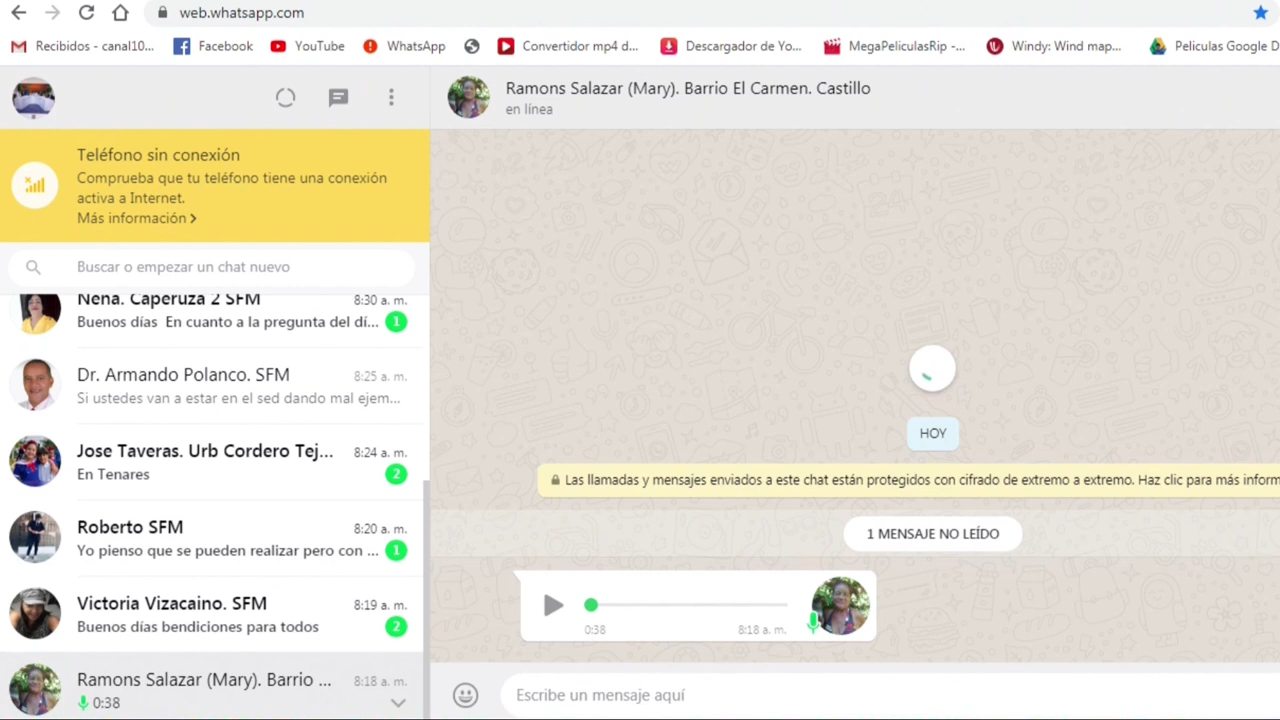 web.whatsapp.com
Recibidos - canal10...
Facebook
YouTube
WhatsApp
Convertidor mp4 d...
Descargador de Yo...
MegaPeliculasRip -...
Windy: Wind map...
Peliculas Google D
Ramons Salazar (Mary). Barrio El Carmen. Castillo
en línea
Teléfono sin conexión
Comprueba que tu teléfono tiene una conexión
activa a Internet.
Más información >
Buscar o empezar un chat nuevo
Nena. Caperuza 2 SFM 8:30 a. m.
Buenos días En cuanto a la pregunta del dí... 1
Dr. Armando Polanco. SFM 8:25 a. m.
Si ustedes van a estar en el sed dando mal ejem...
Jose Taveras. Urb Cordero Tej... 8:24 a. m.
En Tenares 2
Roberto SFM 8:20 a. m.
Yo pienso que se pueden realizar pero con ... 1
Victoria Vizacaino. SFM 8:19 a. m.
Buenos días bendiciones para todos 2
Ramons Salazar (Mary). Barrio ... 8:18 a. m.
0:38
HOY
Las llamadas y mensajes enviados a este chat están protegidos con cifrado de extremo a extremo. Haz clic para más inform
1 MENSAJE NO LEÍDO
0:38 8:18 a. m.
Escribe un mensaje aquí